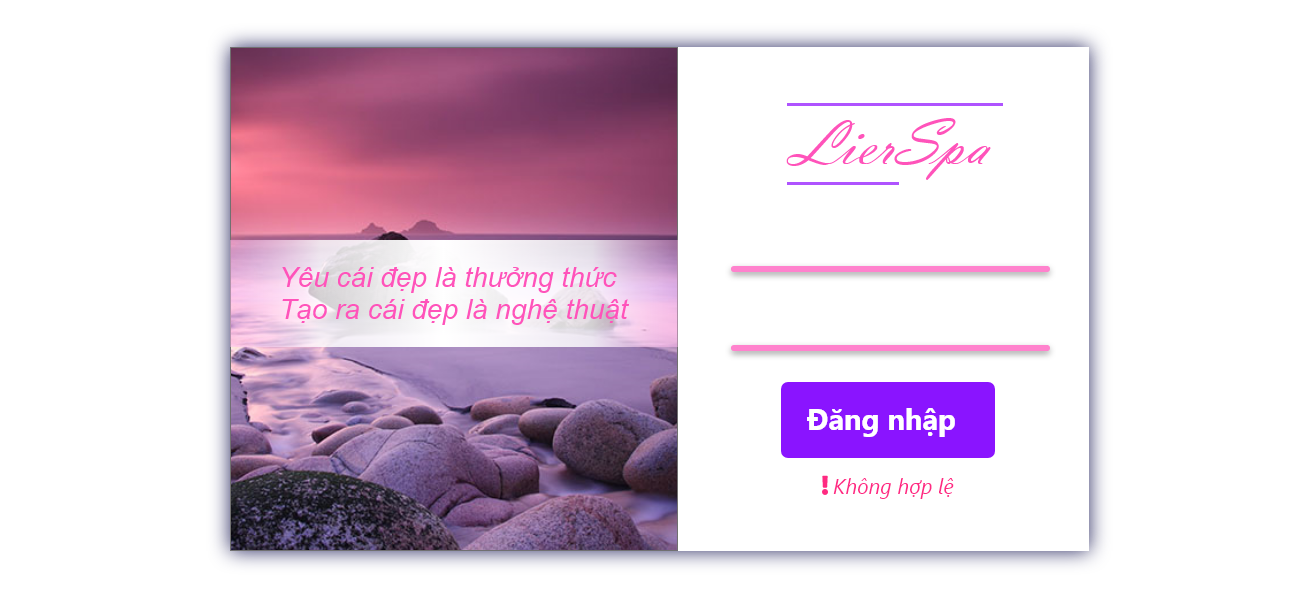 Yêu cái đẹp là thưởng thức
Tạo ra cái đẹp là nghệ thuật
LierSpa
Đăng nhập
! Không hợp lệ